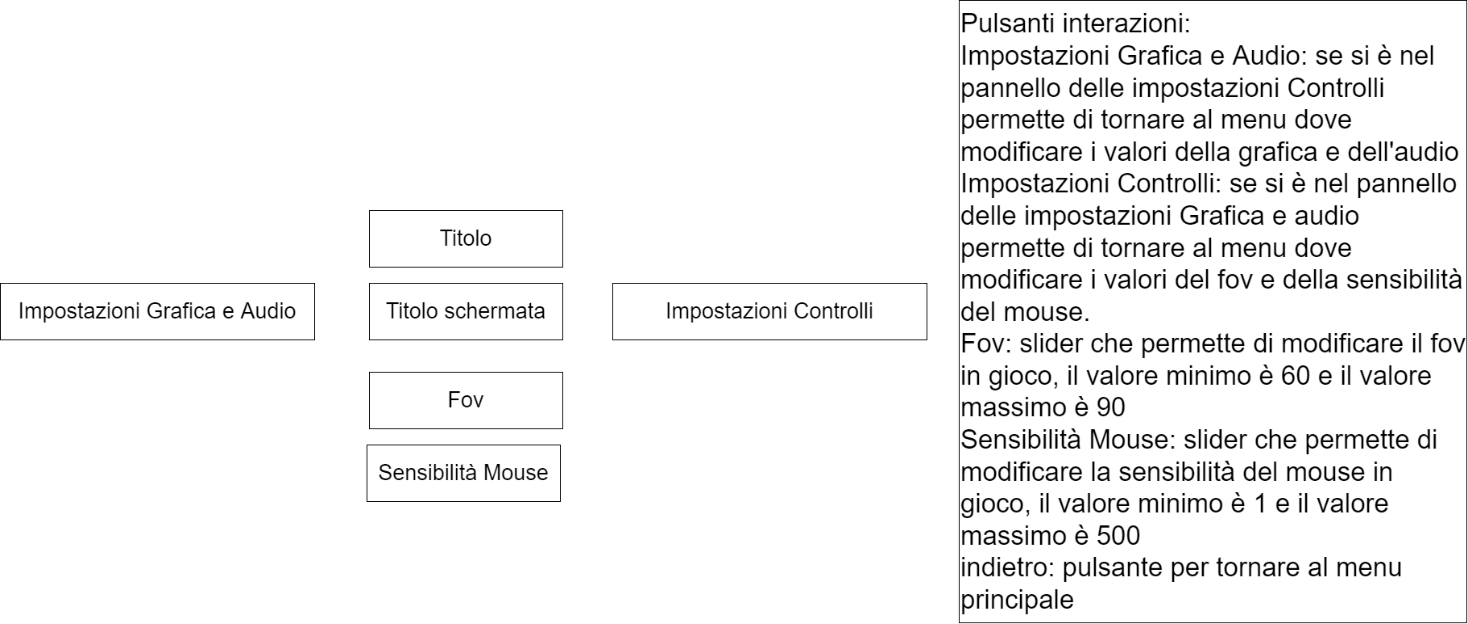 Titolo
Impostazioni Grafica e Audio
Titolo schermata
Impostazioni Controlli
Fov
Sensibilità Mouse
Pulsanti interazioni:
Impostazioni Grafica e Audio: se si è nel
pannello delle impostazioni Controlli
permette di tornare al menu dove
modificare i valori della grafica e dell'audio
Impostazioni Controlli: se si è nel pannello
delle impostazioni Grafica e audio
permette di tornare al menu dove
modificare i valori del fov e della sensibilità
del mouse.
Fov: slider che permette di modificare il fov
in gioco, il valore minimo è 60 e il valore
massimo è 90
Sensibilità Mouse: slider che permette di
modificare la sensibilità del mouse in
gioco, il valore minimo è 1 e il valore
massimo è 500
indietro: pulsante per tornare al menu
principale